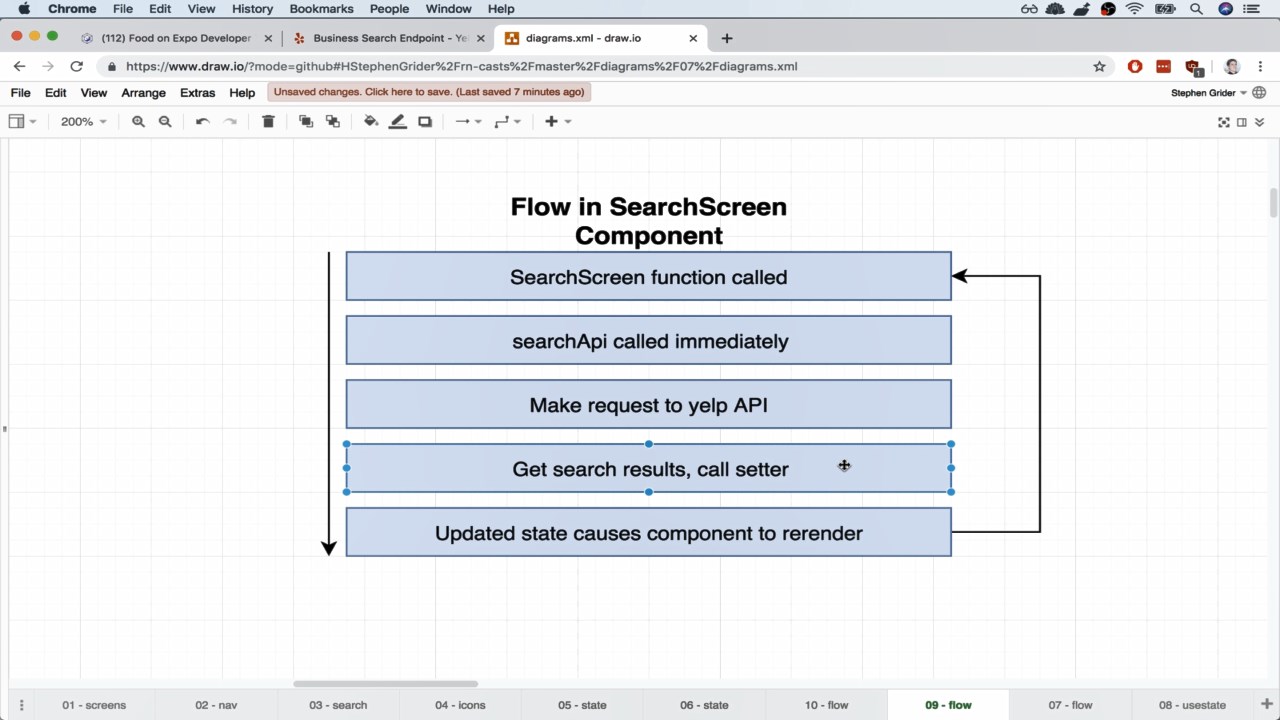 Chrome File Edit View History Bookmarks People Window Help
(112) Food on Expo Developer
Business Search Endpoint - Ye
diagrams.xml - draw.io
https://www.draw.io/?mode=github#HStephenGrider%2Frn-casts%2Fmaster%2Fdiagrams%2F07%2Fdiagrams.xml
1
File Edit View Arrange Extras Help Unsaved changes. Click here to save. (Last saved 7 minutes ago) Stephen Grider
200%
Flow in SearchScreen
Component
SearchScreen function called
searchApi called immediately
Make request to yelp API
Get search results, call setter
Updated state causes component to rerender
01 - screens 02 - nav 03 - search 04 - icons 05 - state 06 - state 10 - flow 09 - flow 07 - flow 08 - usestate